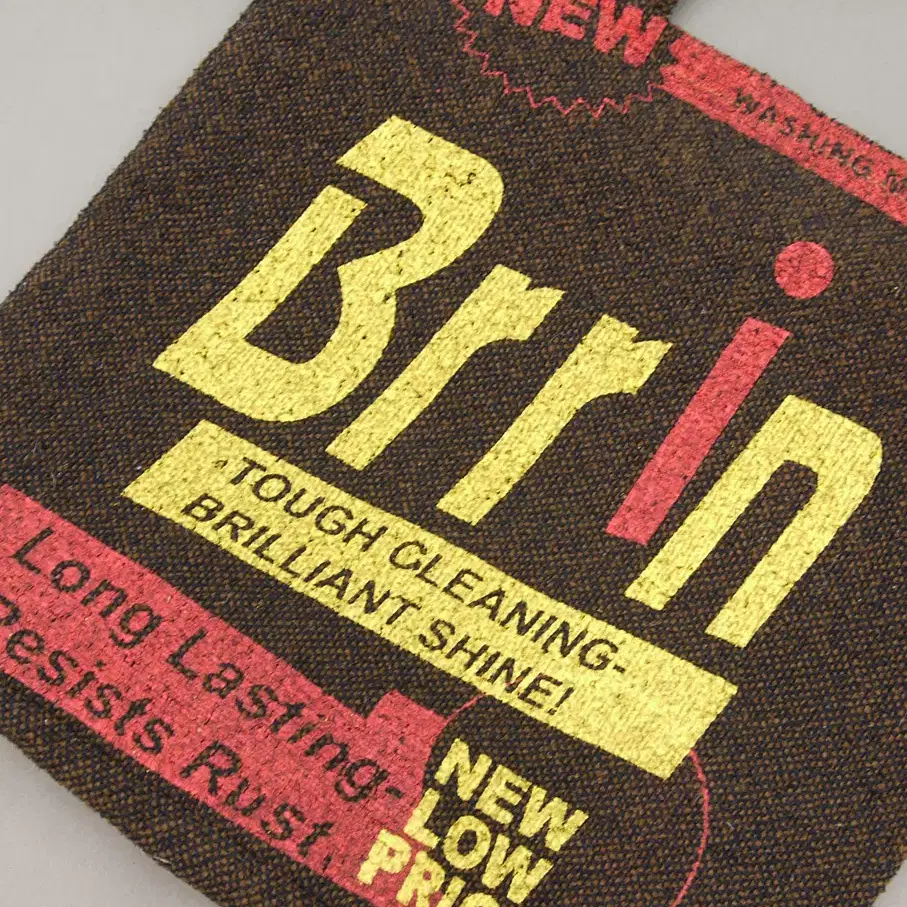 NEW
WASHING
Brrin
TOUGH CLEANING-
BRILLIANT SHINE!
Long Lasting-
Resists Rust.
NEW
LOW